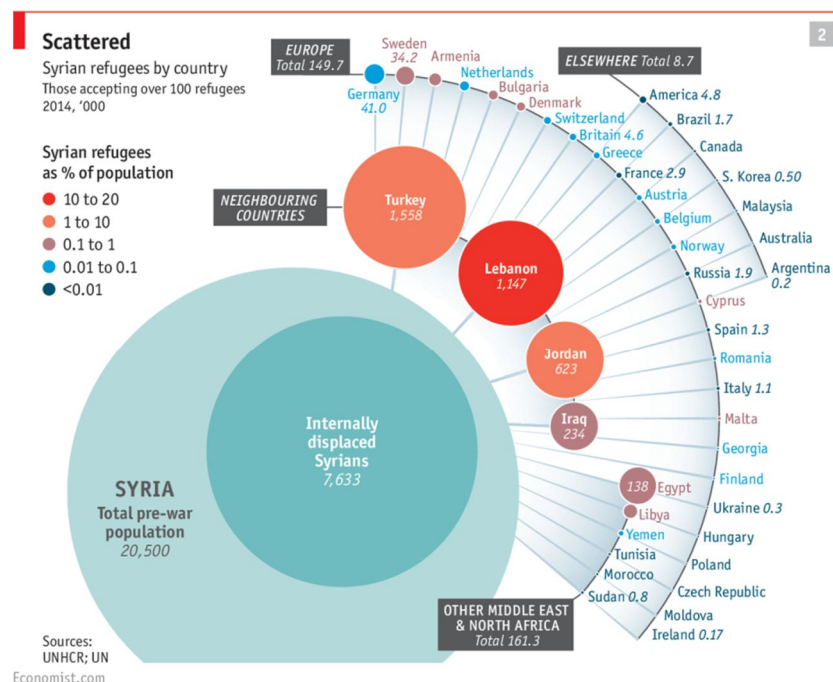 2
Scattered
Syrian refugees by country
Those accepting over 100 refugees
2014, '000
Syrian refugees
as % of population
10 to 20
1 to 10
0.1 to 1
0.01 to 0.1
<0.01
EUROPE
Total 149.7
Germany
41.0
Sweden
34.2
Armenia
Netherlands
Bulgaria
Denmark
Switzerland
Britain 4.6
Greece
France 2.9
Austria
Belgium
Norway
Russia 1.9
Cyprus
Spain 1.3
Romania
Italy 1.1
Malta
Georgia
Finland
Ukraine 0.3
Hungary
Poland
Czech Republic
Moldova
Ireland 0.17
ELSEWHERE Total 8.7
America 4.8
Brazil 1.7
Canada
S. Korea 0.50
Malaysia
Australia
Argentina
0.2
NEIGHBOURING
COUNTRIES
Turkey
1,558
Lebanon
1,147
Jordan
623
Iraq
234
138 Egypt
Libya
Yemen
Tunisia
Morocco
Sudan 0.8
OTHER MIDDLE EAST
& NORTH AFRICA
Total 161.3
Internally
displaced
Syrians
7,633
SYRIA
Total pre-war
population
20,500
Sources:
UNHCR; UN
Economist.com